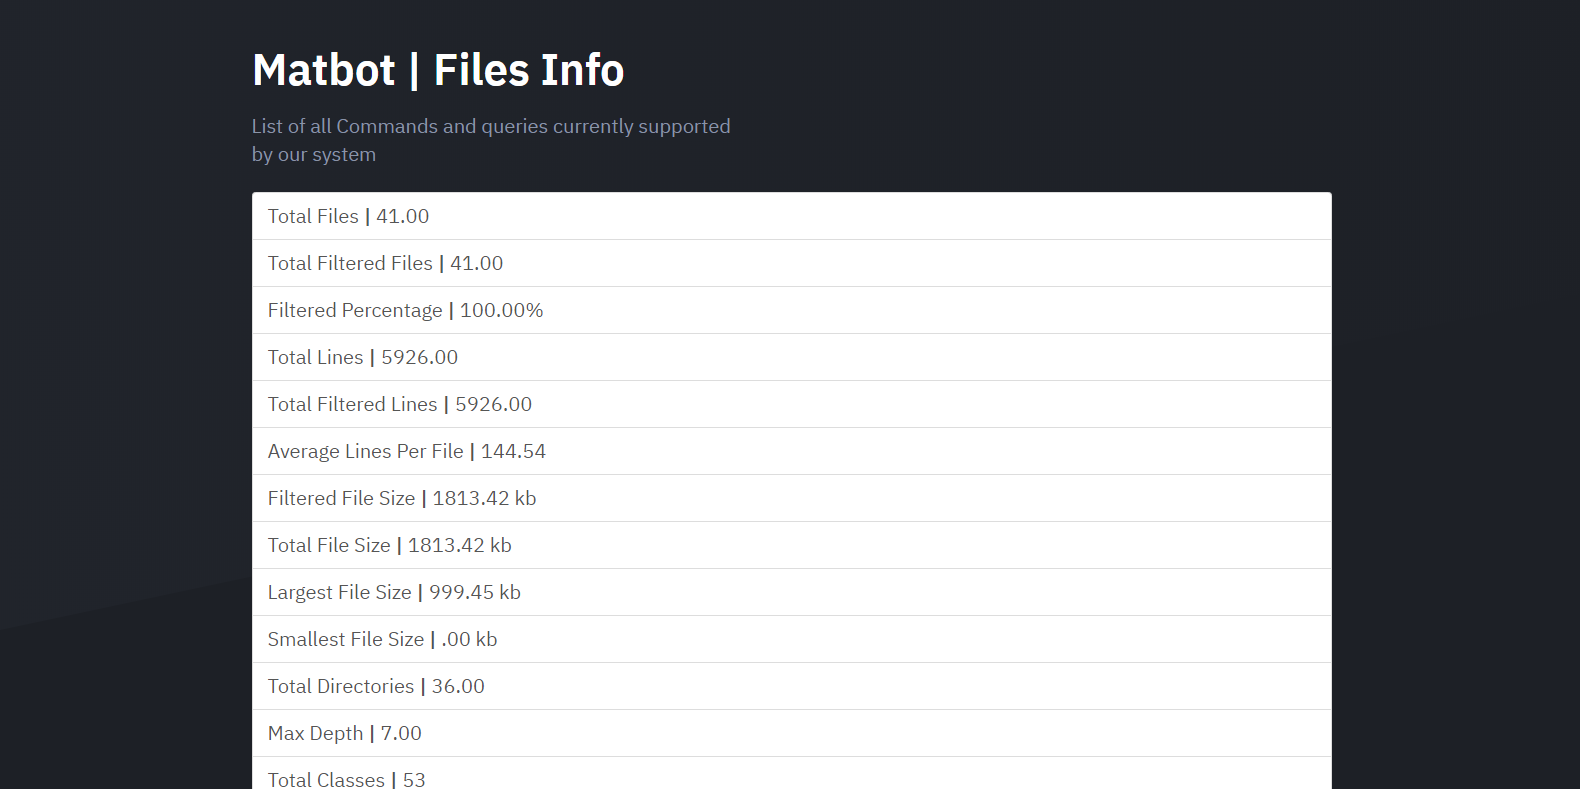 Matbot | Files Info
List of all Commands and queries currently supported
by our system
Total Files | 41.00
Total Filtered Files | 41.00
Filtered Percentage | 100.00%
Total Lines | 5926.00
Total Filtered Lines | 5926.00
Average Lines Per File | 144.54
Filtered File Size | 1813.42 kb
Total File Size | 1813.42 kb
Largest File Size | 999.45 kb
Smallest File Size | .00 kb
Total Directories | 36.00
Max Depth | 7.00
Total Classes | 53